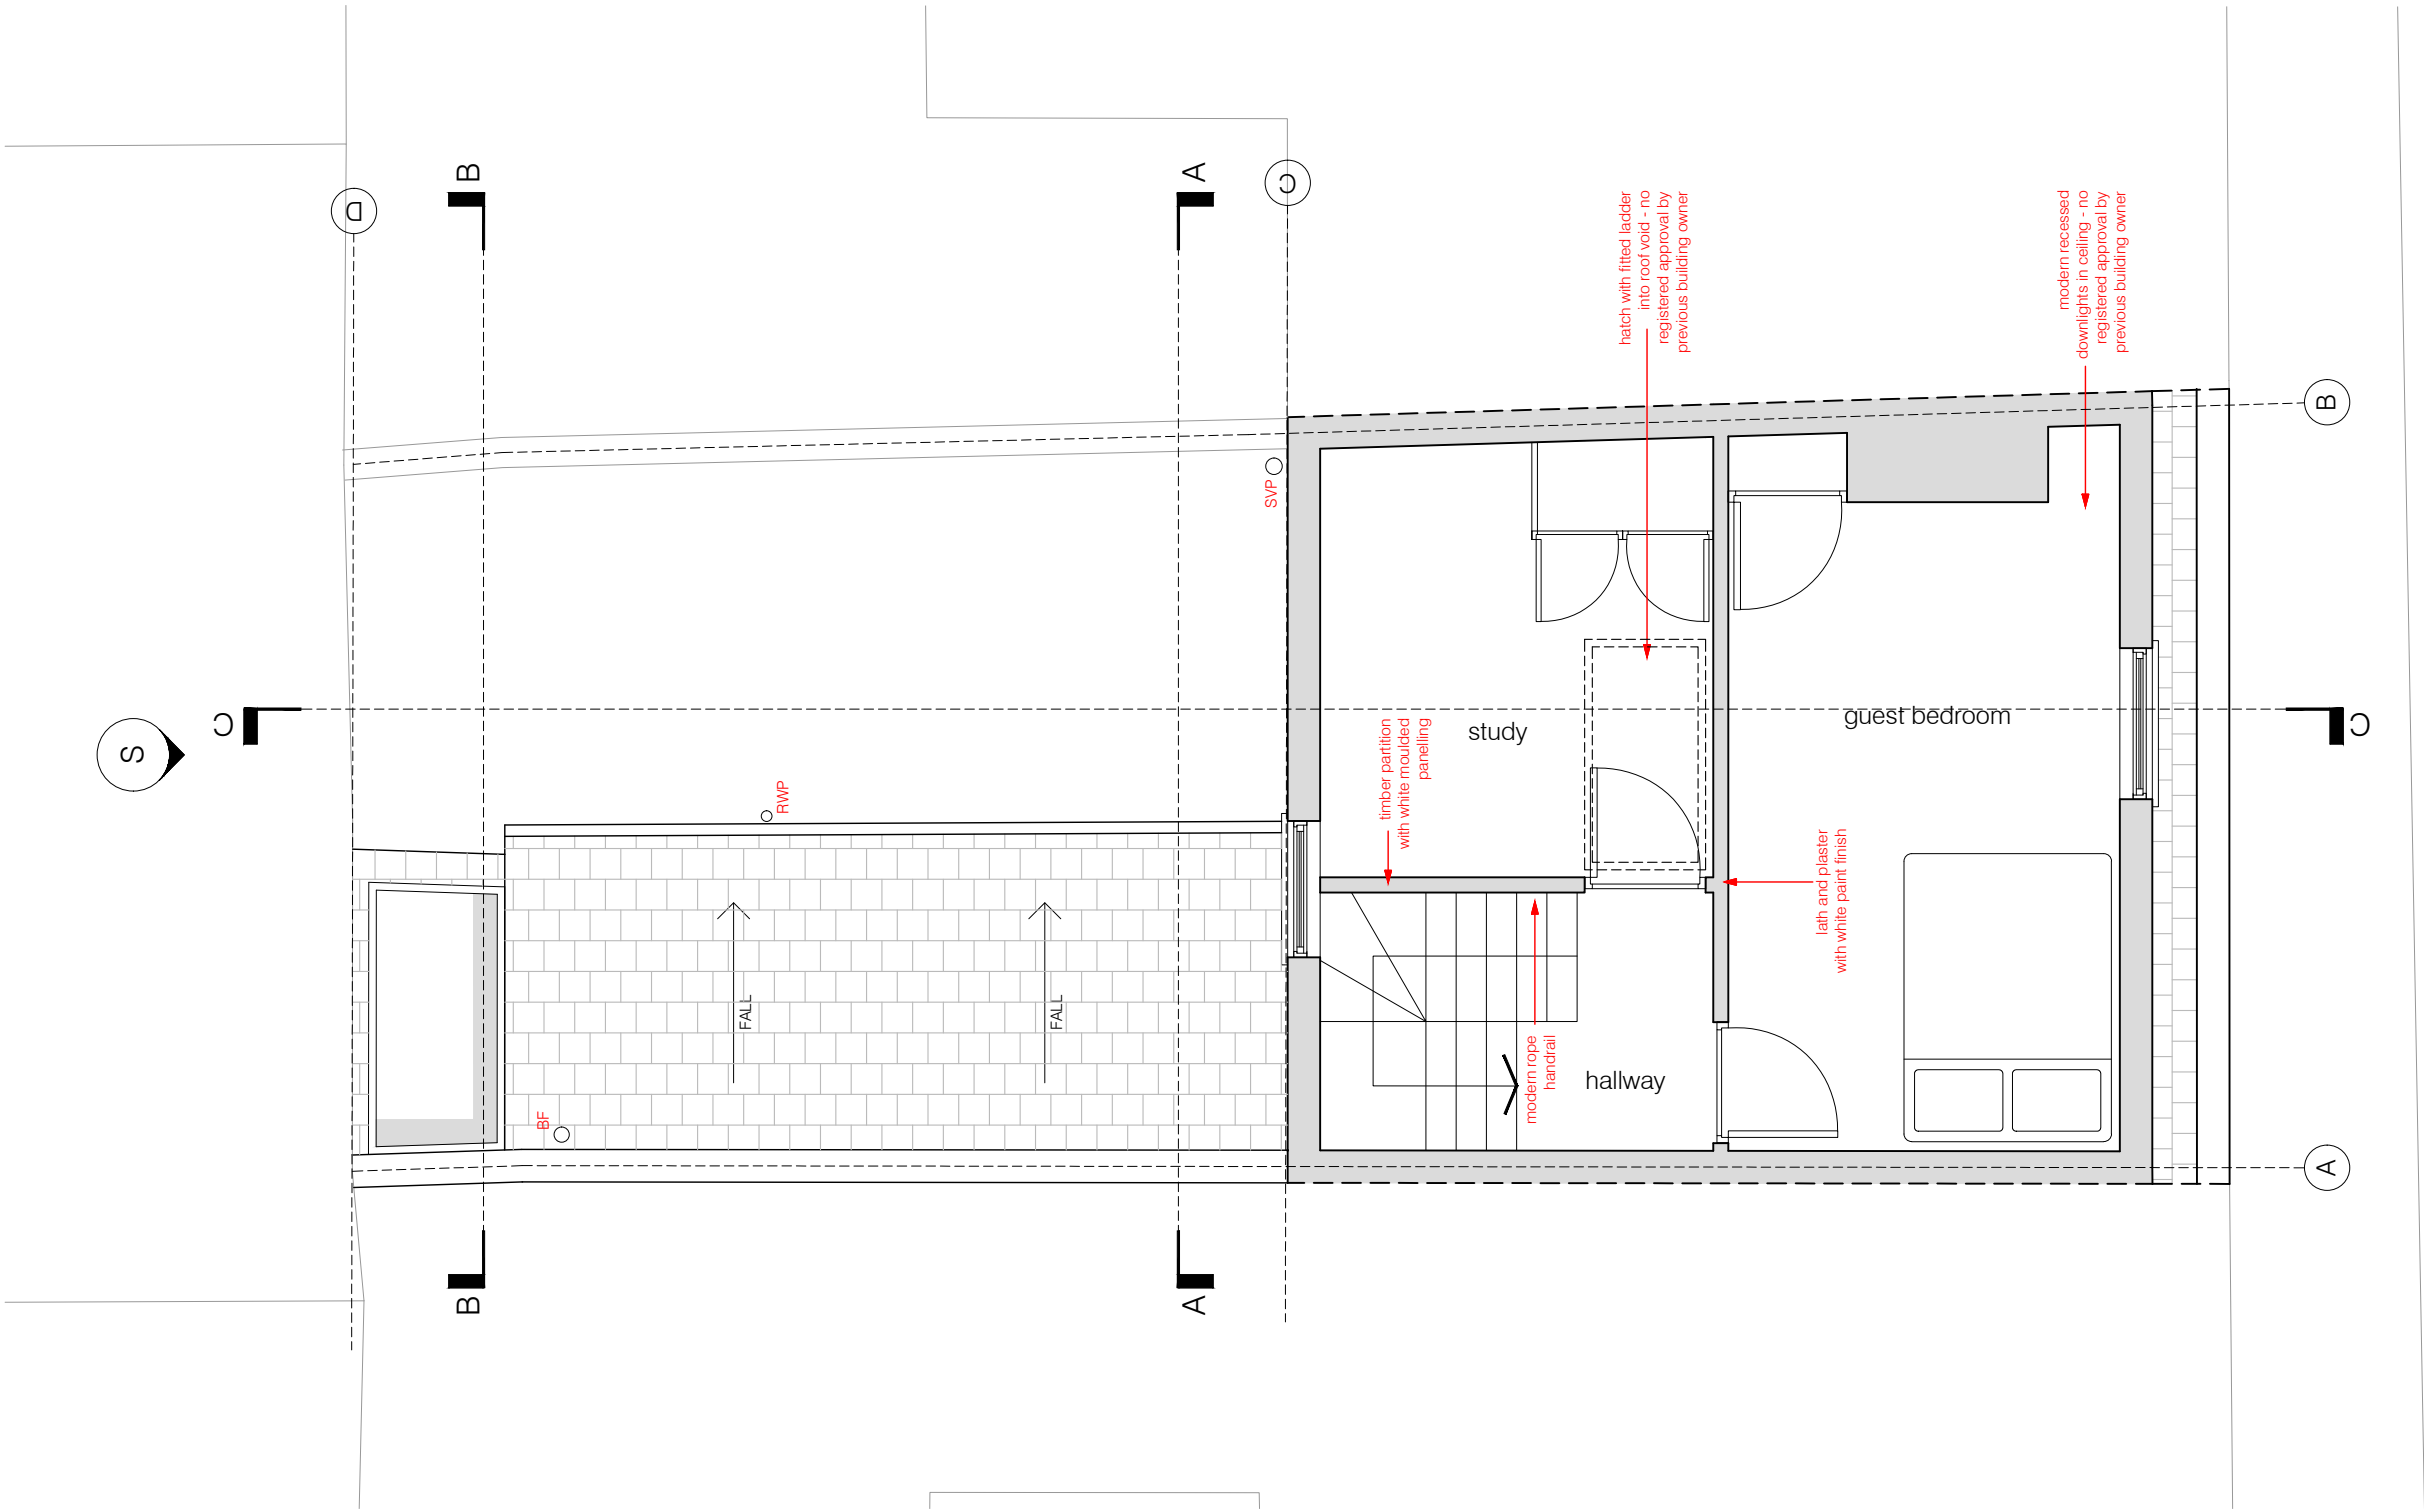 B
A
C
D
hatch with fitted ladder
into roof void - no
registered approval by
previous building owner
modern recessed
downlights in ceiling - no
registered approval by
previous building owner
B
SVP
C
S
study
guest bedroom
C
timber partition
with white moulded
panelling
RWP
lath and plaster
with white paint finish
FALL
FALL
modern rope
handrail
hallway
BF
A
B
A